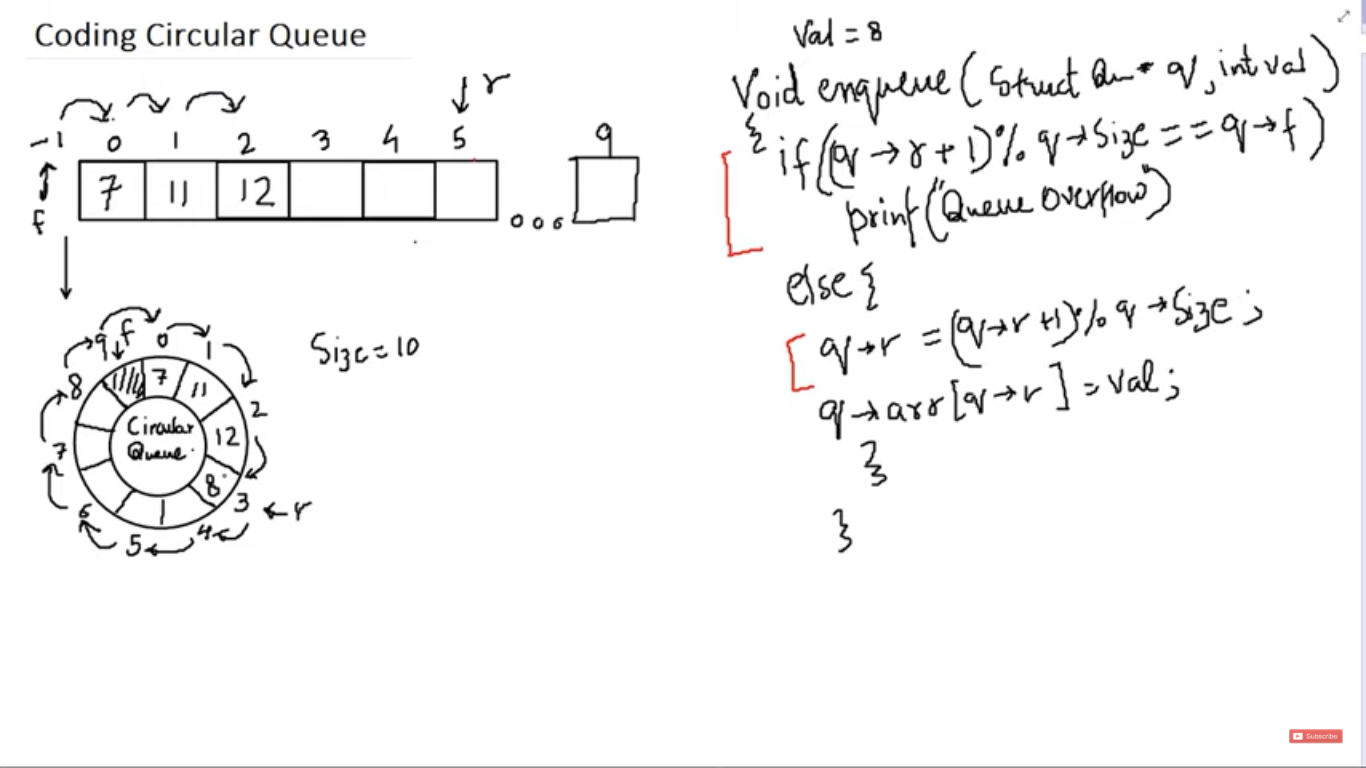 Coding Circular Queue
r
-1 0 1 2 3 4 5 9
7 11 12
f
Size = 10
9 f 0 1
8 7 11 2
12
Circular
Queue
7 8
6 3 ← r
5 4
Val = 8
Void enqueue(Struct Qu* q, int val)
{ if((q→r+1)% q→Size == q→f)
print("Queue Overflow")
else {
q→r = (q→r+1)% q→Size;
q→arr[q→r] = val;
}
}
Subscribe